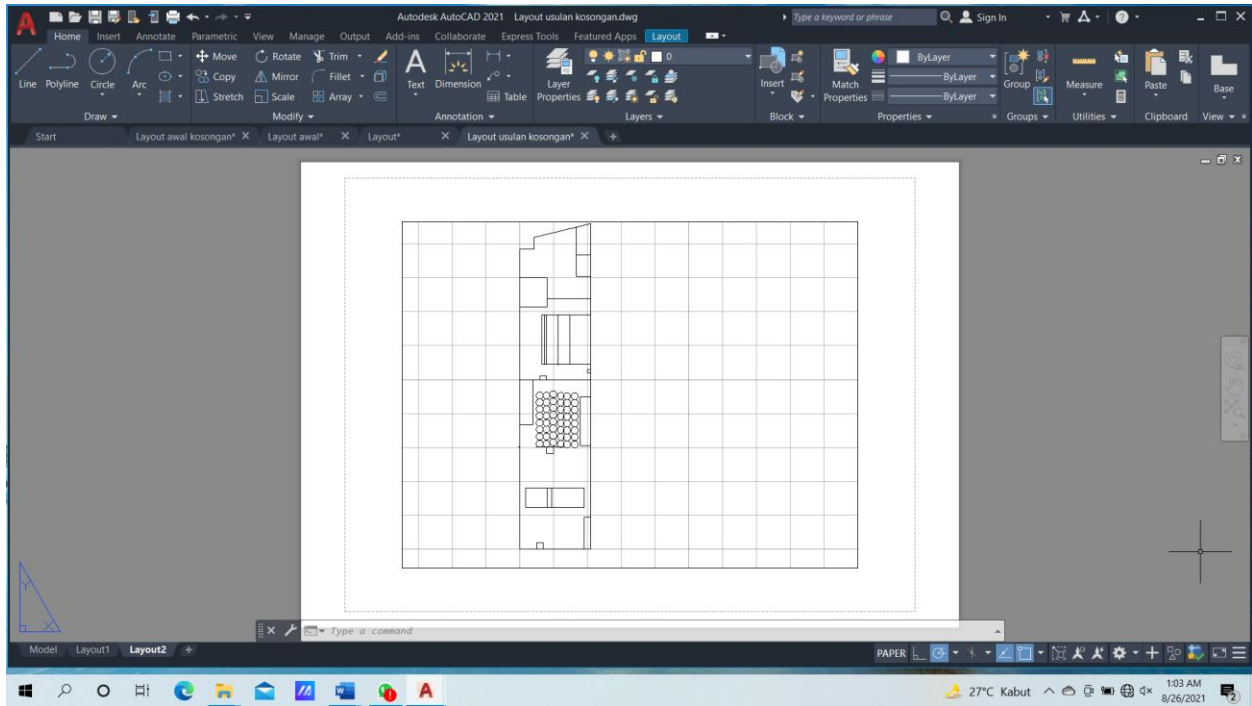 A Autodesk AutoCAD 2021 Layout usulan kosongan.dwg Type a keyword or phrase Sign In
Home Insert Annotate Parametric View Manage Output Add-ins Collaborate Express Tools Featured Apps Layout
Line Polyline Circle Arc Move Rotate Trim A Text Dimension Layer Properties 0 Insert Match Properties ByLayer Group Measure Paste Base
Copy Mirror Fillet ByLayer
Stretch Scale Array Table ByLayer
Draw Modify Annotation Layers Block Properties Groups Utilities Clipboard View
Start Layout awal kosongan* Layout awal* Layout* Layout usulan kosongan*
Y
X
Type a command
Model Layout1 Layout2 PAPER
27°C Kabut 1:03 AM
8/26/2021
2